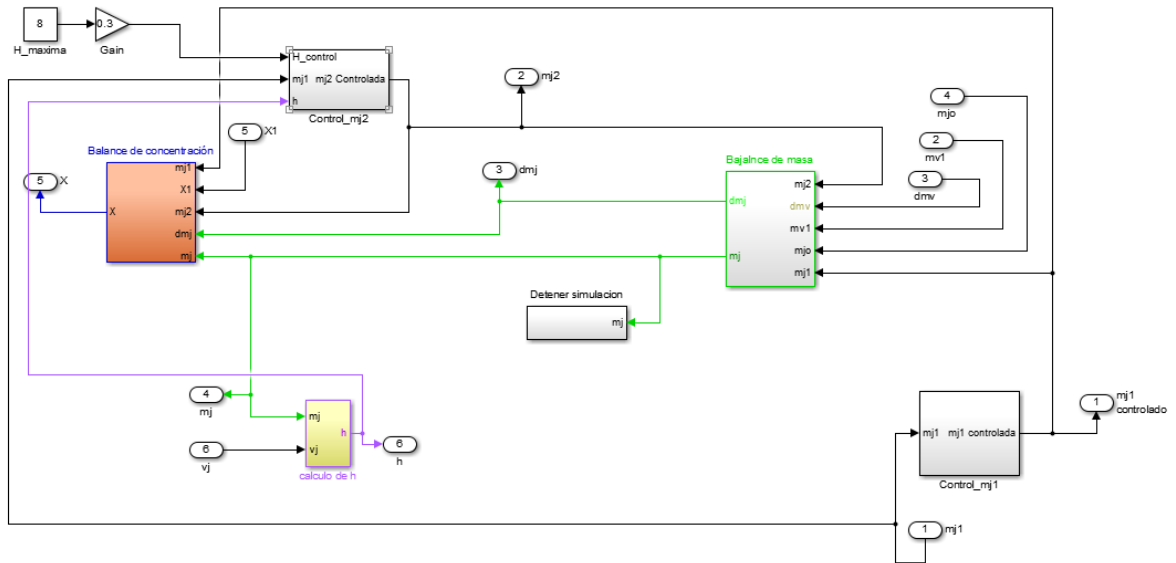 8
H_maxima
0.3
Gain
H_control
mj1
mj2 Controlada
h
Control_mj2
2
mj2
4
mjo
2
mv1
3
dmv
5
X1
Balance de concentración
mj1
X1
mj2
dmj
mj
X
5
X
3
dmj
Bajalnce de masa
mj2
dmv
mv1
mjo
mj1
dmj
mj
Detener simulacion
mj
4
mj
6
vj
mj
vj
h
calculo de h
6
h
mj1
mj1 controlada
Control_mj1
1
mj1
controlado
1
mj1